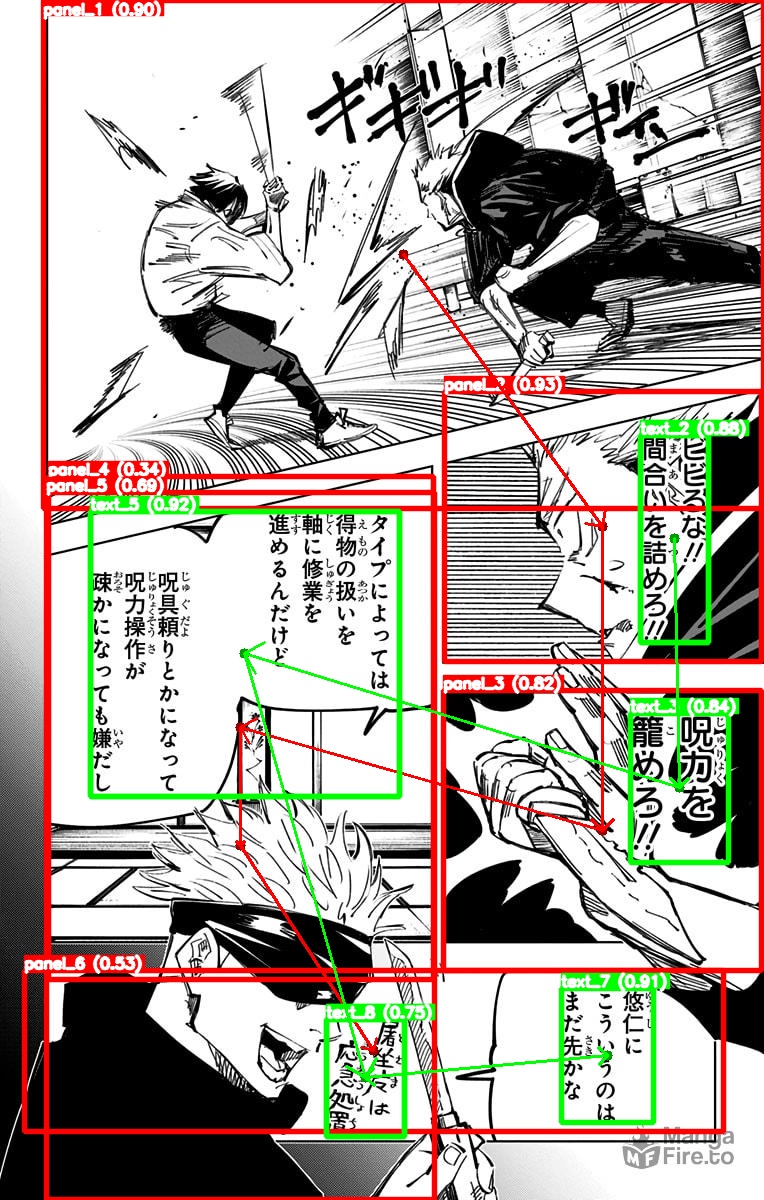 panel_1 (0.90)
ギギギギ
ザイ
panel_2 (0.93)
text_2 (0.88)
ビビるな!!
間合いを詰めろ!!
panel_3 (0.82)
text_3 (0.84)
呪力を
籠めろ!!
panel_4 (0.34)
panel_5 (0.69)
text_5 (0.92)
タイプによっては
得物の扱いを
軸に修業を
進めるんだけど
呪具頼りとかになって
呪力操作が
疎かになっても嫌だし
panel_6 (0.53)
text_7 (0.91)
悠仁に
こういうのは
まだ先かな
text_8 (0.75)
屠坐魔は
応急処置
Manga
Fire.to
MF